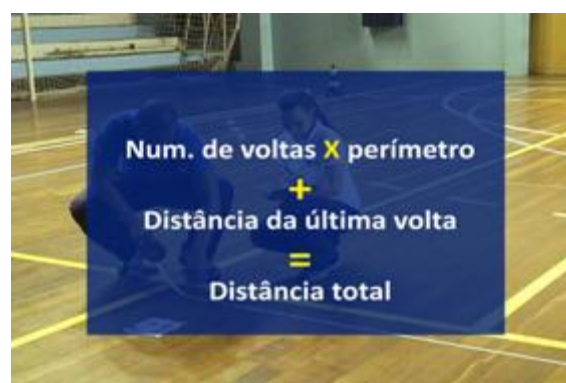 Num. de voltas X perímetro
+
Distância da última volta
=
Distância total